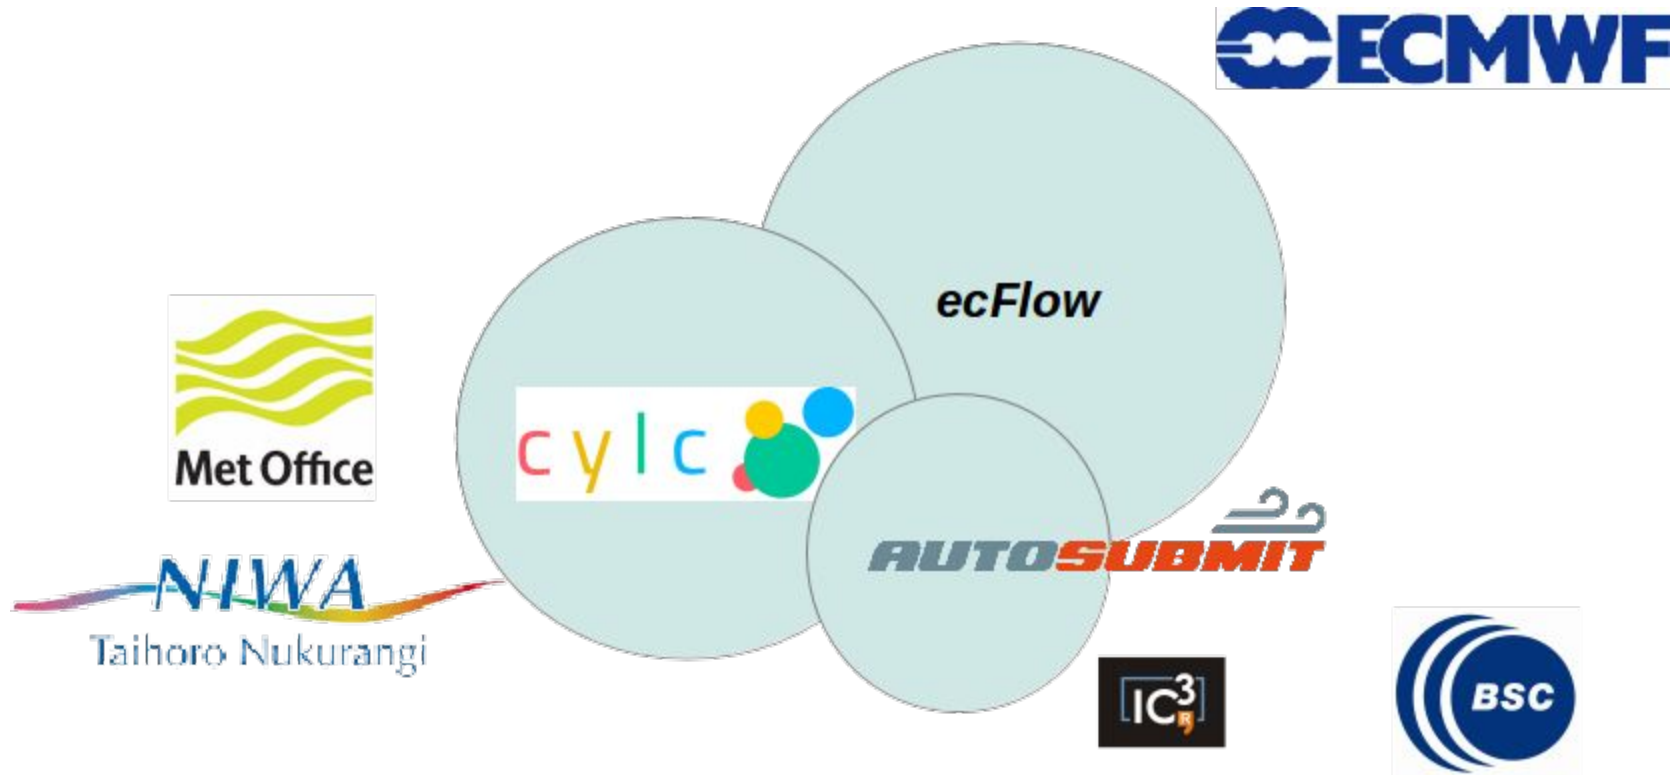 ECMWF
ecFlow
cylc
Met Office
AUTOSUBMIT
NIWA
Taihoro Nukurangi
IC3
R
BSC